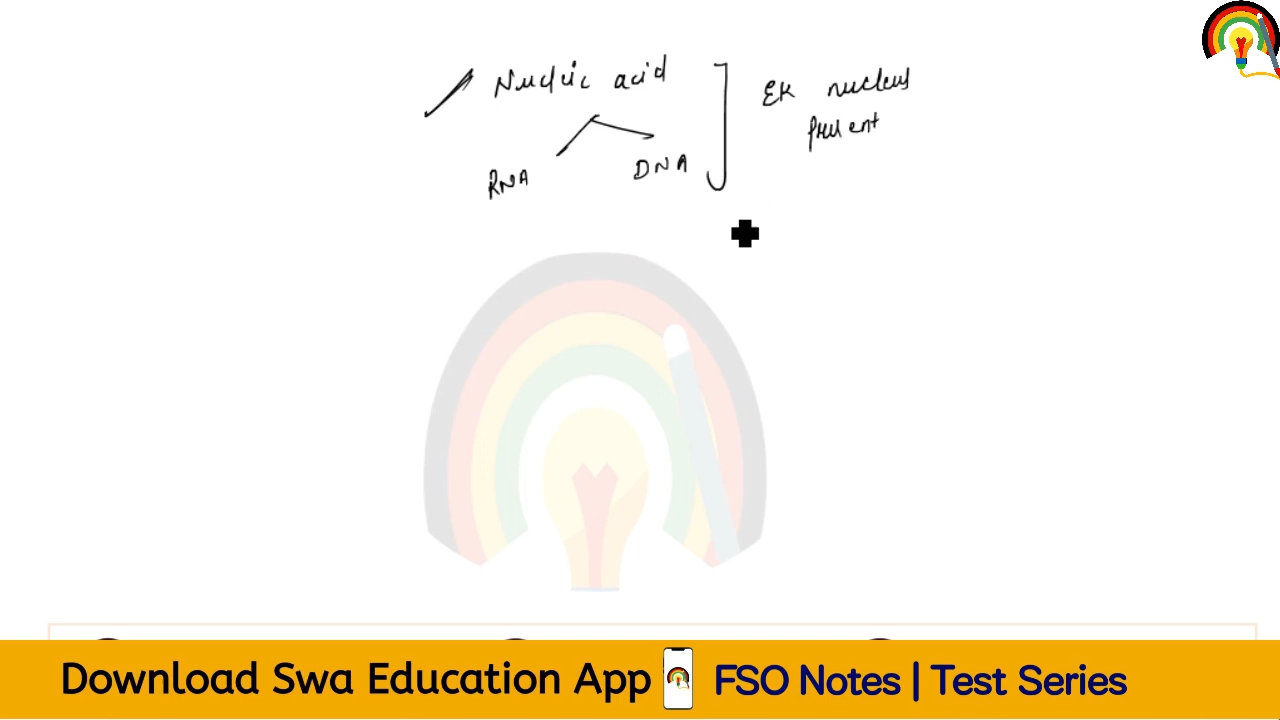 Nucleic acid
Ek nucleus
present
RNA
DNA
Download Swa Education App
FSO Notes | Test Series